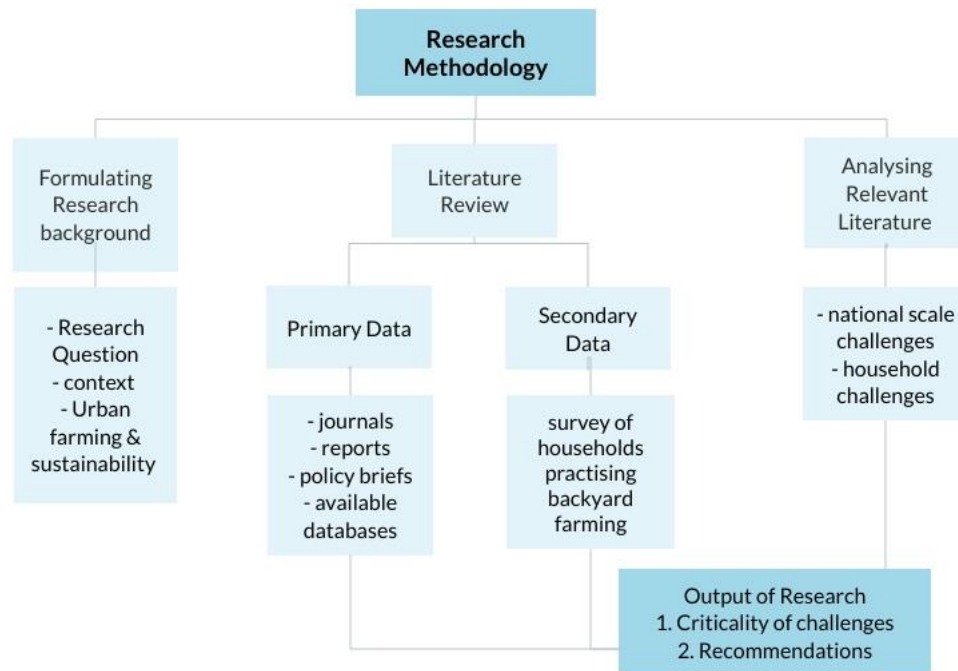 Research
Methodology
Formulating
Research
background
Literature
Review
Analysing
Relevant
Literature
- Research
Question
- context
- Urban
farming &
sustainability
Primary Data
Secondary
Data
- national scale
challenges
- household
challenges
- journals
- reports
- policy briefs
- available
databases
survey of
households
practising
backyard
farming
Output of Research
1. Criticality of challenges
2. Recommendations